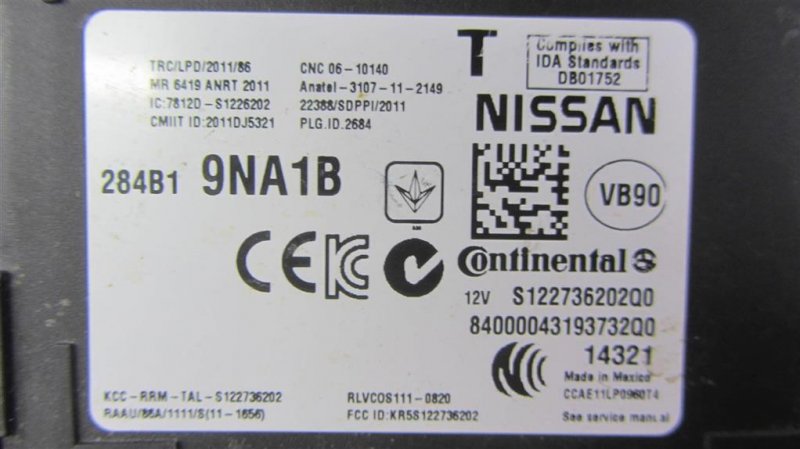 T
Complies with
IDA Standards
DB01752
TRC/LPD/2011/86
MR 6419 ANRT 2011
IC:7812D-S1226202
CMIIT ID:2011DJ5321
CNC 06-10140
Anatel-3107-11-2149
22388/SDPPI/2011
PLG.ID.2684
NISSAN
284B1 9NA1B
VB90
CE
Continental
12V S122736202Q0
84000043193732Q0
14321
Made in Mexico
CCAE11LP0960T4
See service manual
KCC-RRM-TAL-S122736202
RAAU/86A/1111/S(11-1656)
RLVCOS111-0820
FCC ID:KR5S122736202